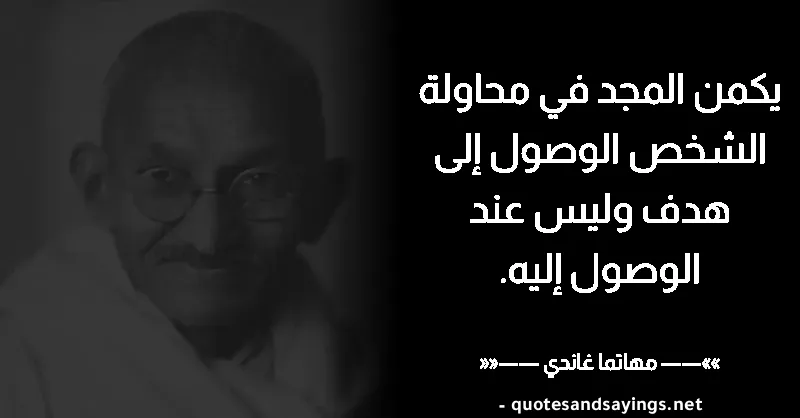 يكمن المجد في محاولة
الشخص الوصول إلى
هدف وليس عند
الوصول إليه.
»»—— مهاتما غاندي ——««
- quotesandsayings.net